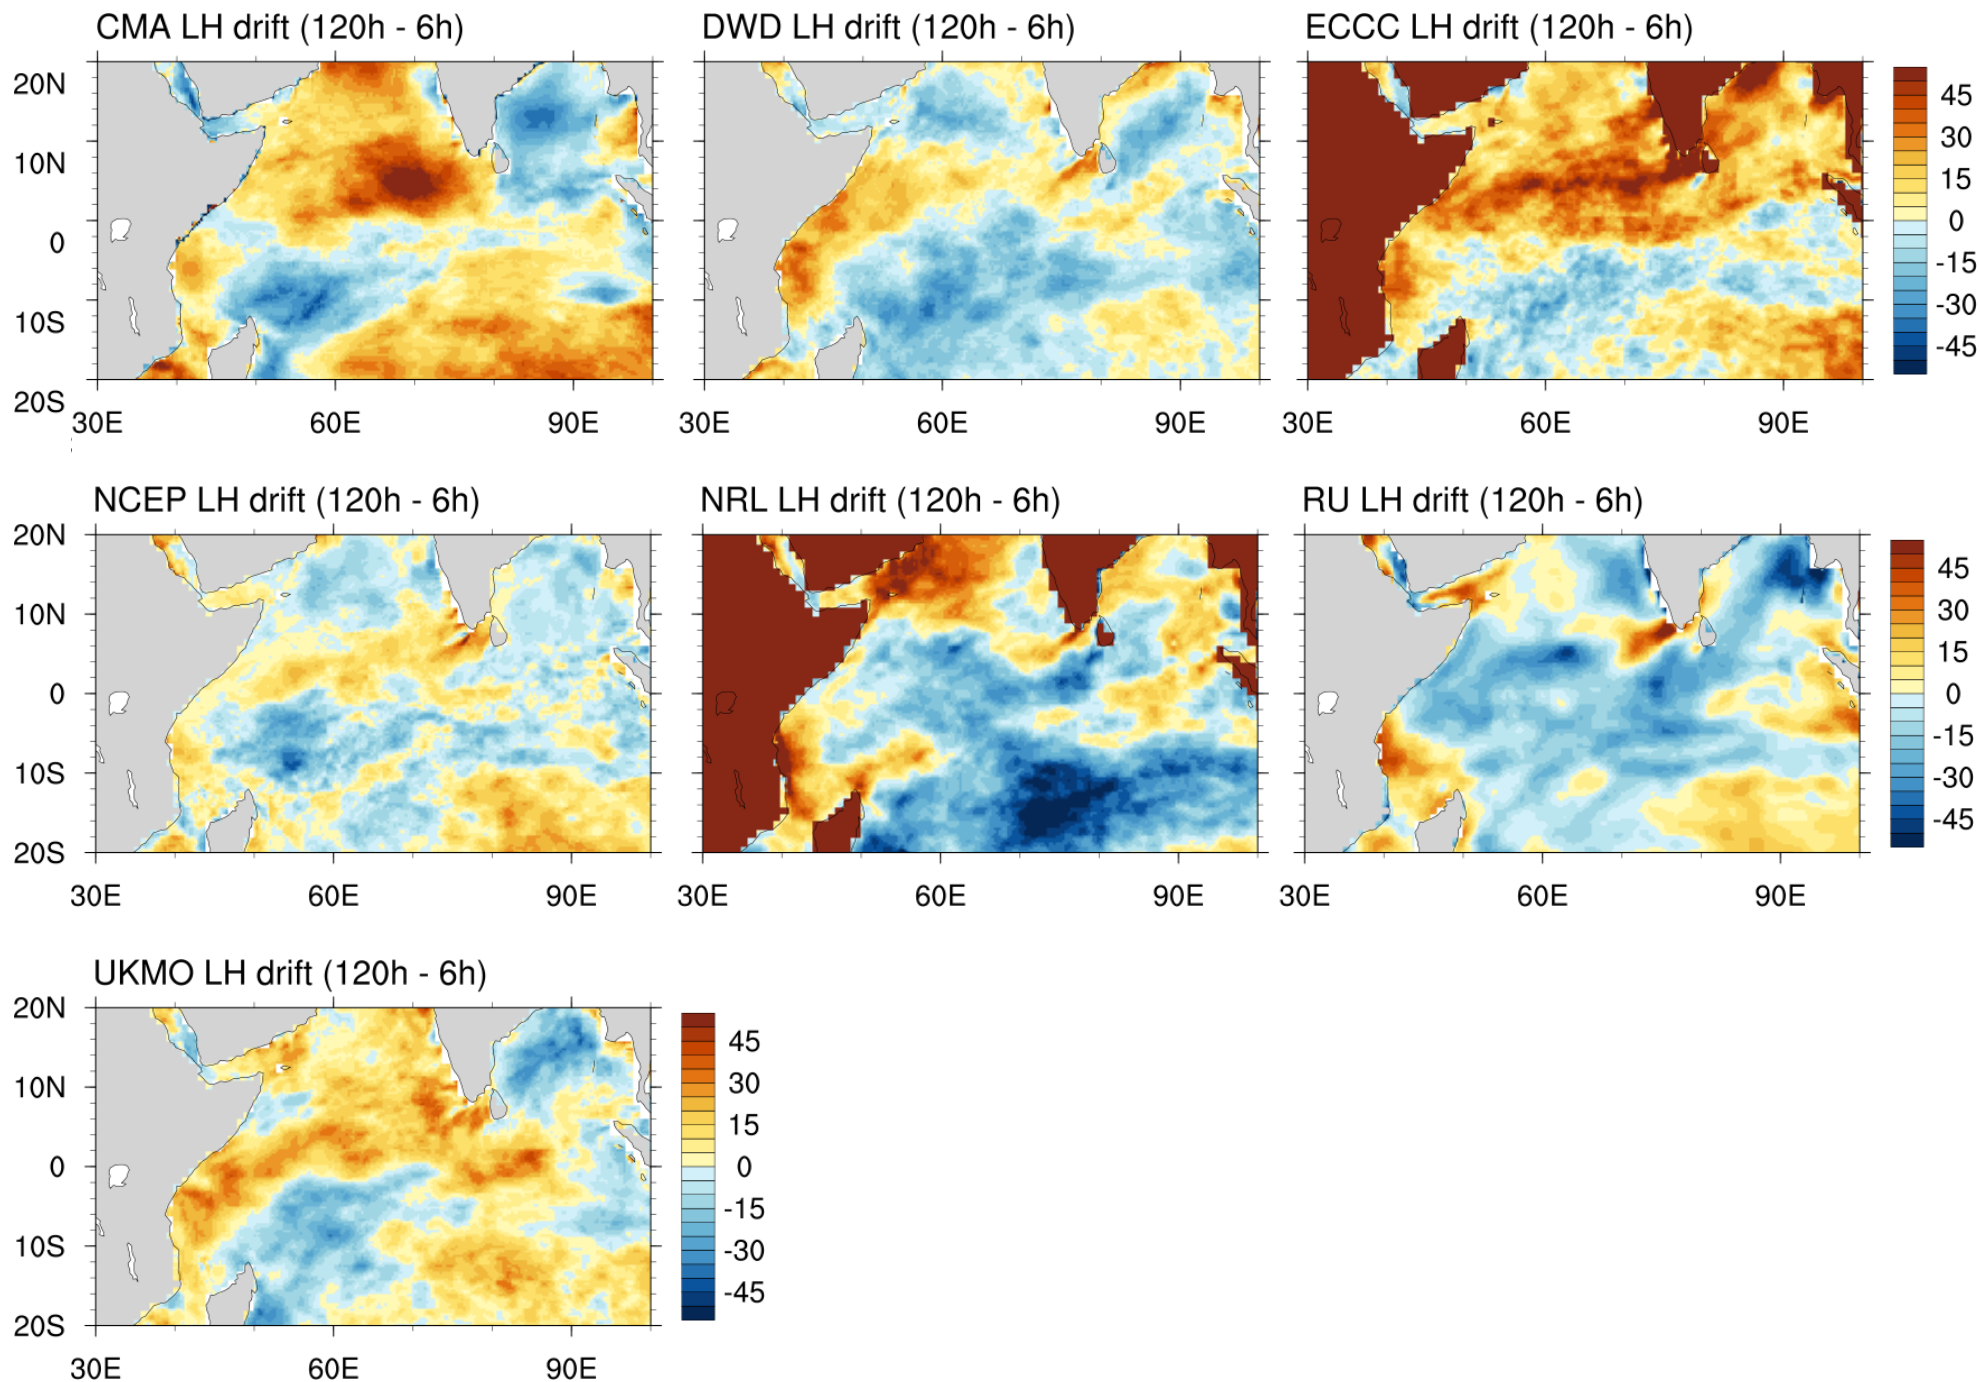 CMA LH drift (120h - 6h) DWD LH drift (120h - 6h) ECCC LH drift (120h - 6h)
20N 45
10N 30
15
0 0
-15
10S -30
-45
20S
30E 60E 90E 30E 60E 90E 30E 60E 90E
NCEP LH drift (120h - 6h) NRL LH drift (120h - 6h) RU LH drift (120h - 6h)
20N 45
10N 30
15
0 0
-15
10S -30
-45
20S
30E 60E 90E 30E 60E 90E 30E 60E 90E
UKMO LH drift (120h - 6h)
20N 45
10N 30
15
0 0
-15
10S -30
-45
20S
30E 60E 90E